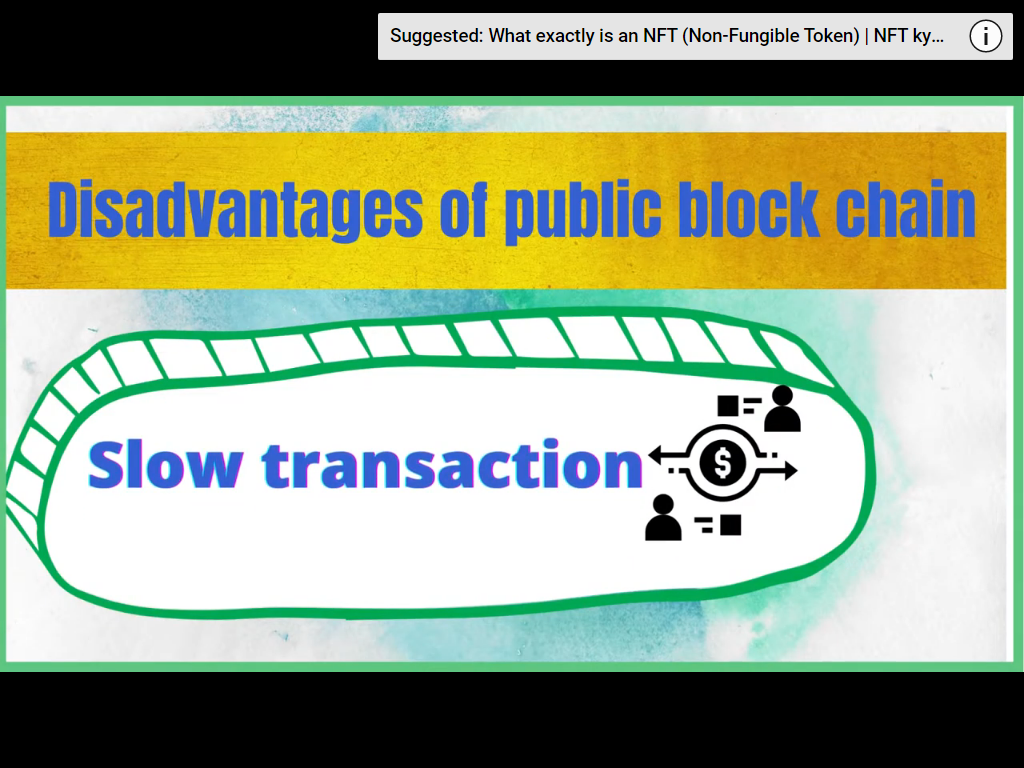 Suggested: What exactly is an NFT (Non-Fungible Token) | NFT ky...
Disadvantages of public block chain
Slow transaction